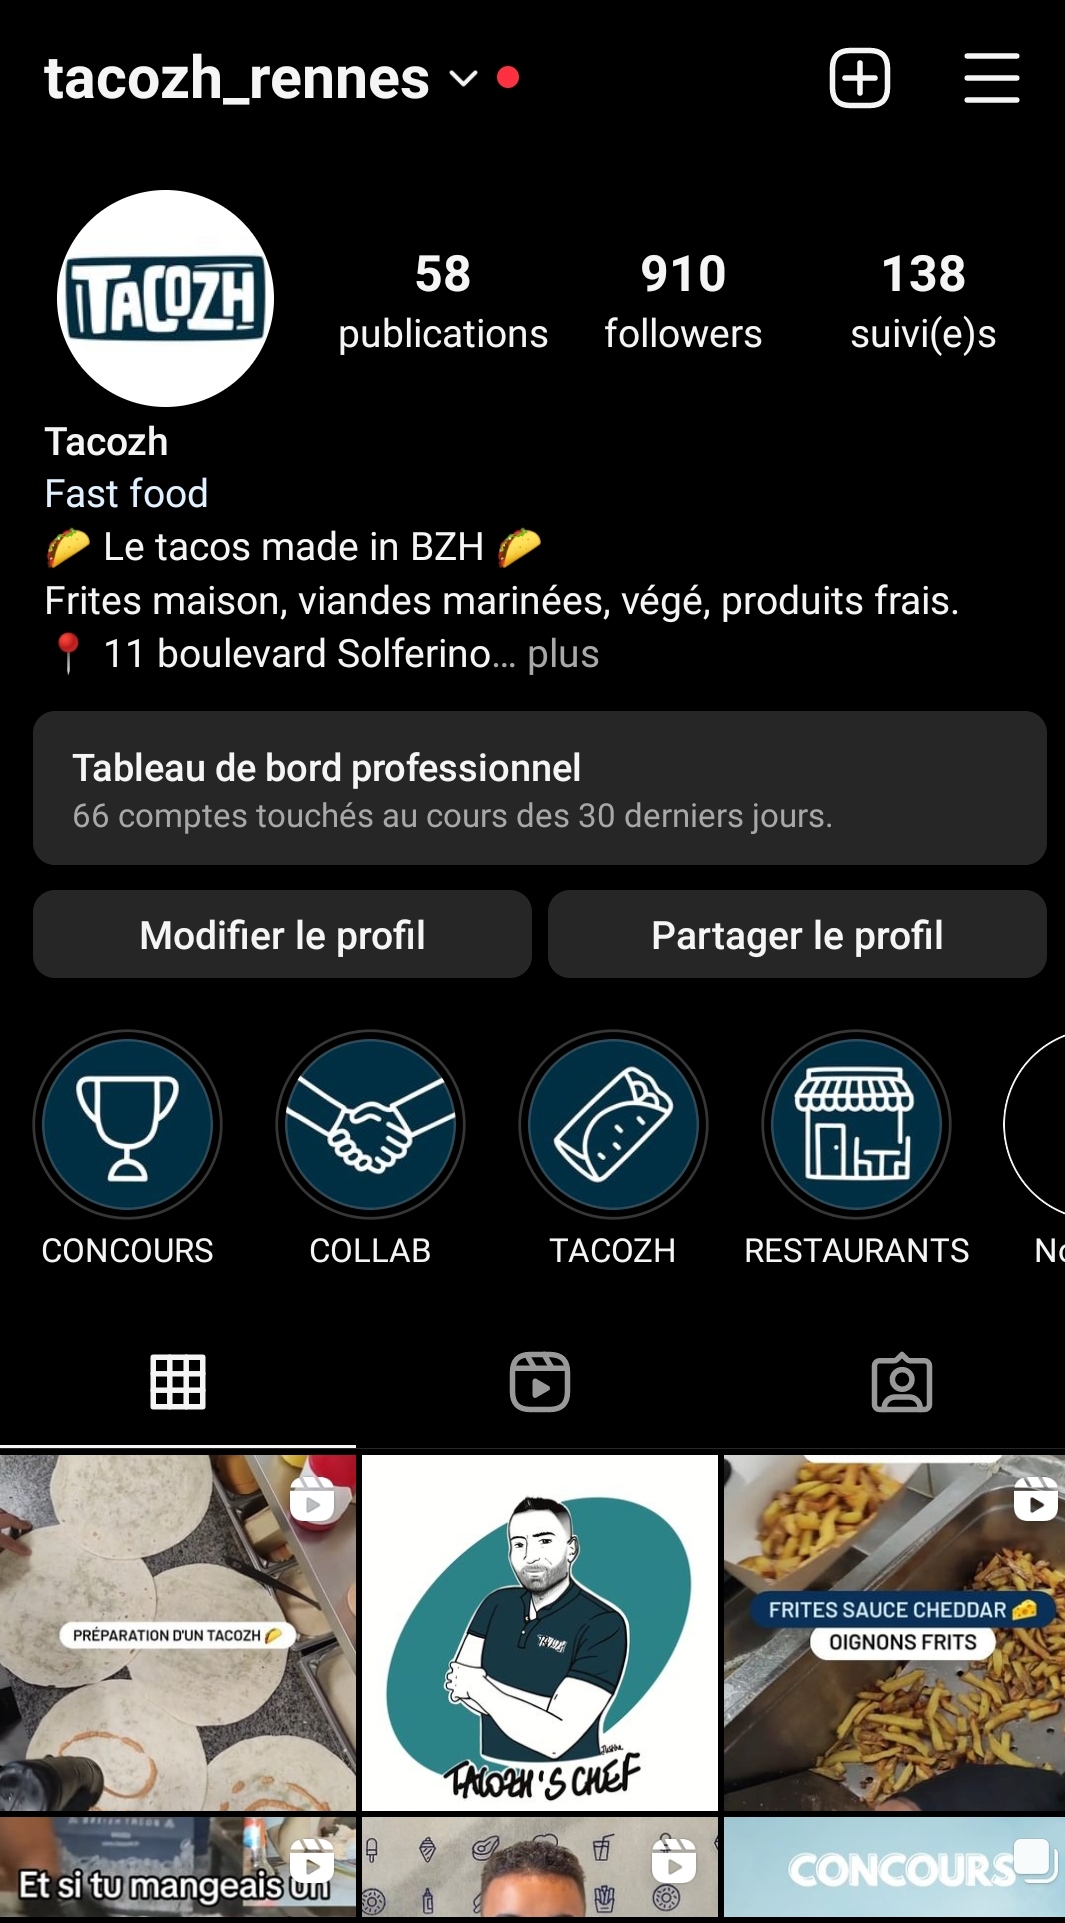 tacozh_rennes
TACOZH
58
publications
910
followers
138
suivi(e)s
Tacozh
Fast food
🌮 Le tacos made in BZH 🌮
Frites maison, viandes marinées, végé, produits frais.
📍 11 boulevard Solferino... plus
Tableau de bord professionnel
66 comptes touchés au cours des 30 derniers jours.
Modifier le profil
Partager le profil
CONCOURS
COLLAB
TACOZH
RESTAURANTS
PRÉPARATION D'UN TACOZH 🌮
TACOZH
TACOZH'S CHEF
FRITES SAUCE CHEDDAR 🧀
OIGNONS FRITS
Et si tu mangeais un
CONCOURS